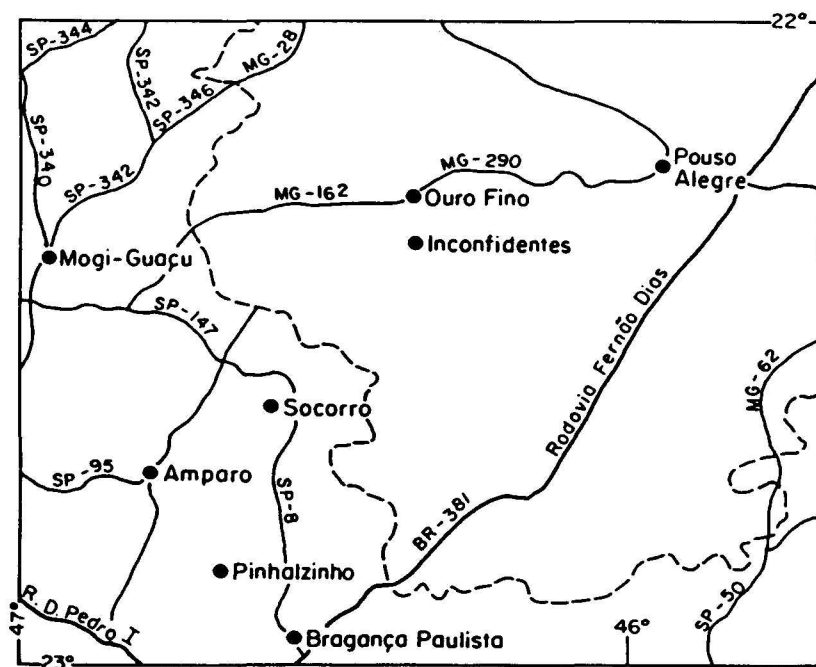 22°
SP-344
SP-342
SP-346
MG-28
SP-340
SP-342
MG-290
Pouso
Alegre
MG-162
Ouro Fino
Inconfidentes
Mogi-Guaçu
SP-147
Rodovia Fernão Dias
MG-62
Socorro
SP-95
Amparo
SP-8
BR-381
Pinhalzinho
R. D. Pedro I
SP-50
47°
46°
Bragança Paulista
23°